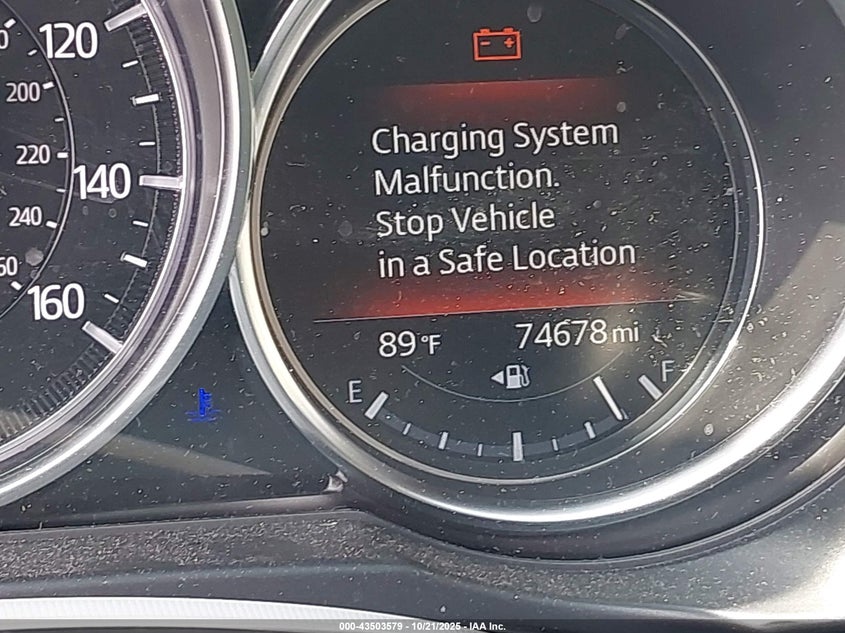 120
200
220
140
240
160
Charging System
Malfunction.
Stop Vehicle
in a Safe Location
89°F 74678 mi
E F
000-43503579 - 10/21/2025 - IAA Inc.